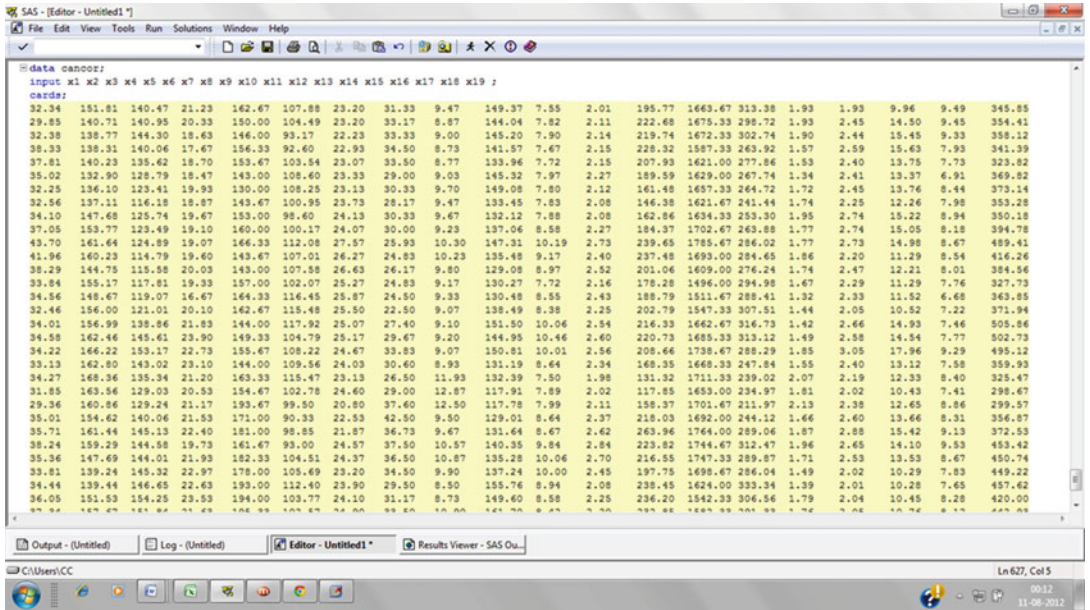 SAS - [Editor - Untitled1 *]
File Edit View Tools Run Solutions Window Help
data cancor;
input x1 x2 x3 x4 x5 x6 x7 x8 x9 x10 x11 x12 x13 x14 x15 x16 x17 x18 x19 ;
cards;
32.34 151.81 140.47 21.23 162.67 107.88 23.20 31.33 9.47 149.37 7.55 2.01 195.77 1663.67 313.38 1.93 1.93 9.96 9.49 345.85
29.85 140.71 140.95 20.33 150.00 104.49 23.20 33.17 8.87 144.04 7.82 2.11 222.68 1675.33 298.72 1.93 2.45 14.50 9.45 354.41
32.38 138.77 144.30 18.63 146.00 93.17 22.23 33.33 9.00 145.20 7.90 2.14 219.74 1672.33 302.74 1.90 2.44 15.45 9.33 358.12
38.33 138.31 140.06 17.67 156.33 92.60 22.93 34.50 8.73 141.57 7.67 2.15 228.32 1587.33 263.92 1.57 2.59 15.63 7.93 341.39
37.81 140.23 135.62 18.70 153.67 103.54 23.07 33.50 8.77 133.96 7.72 2.15 207.93 1621.00 277.86 1.53 2.40 13.75 7.73 323.82
35.02 132.90 128.79 18.47 143.00 108.60 23.33 29.00 9.03 145.32 7.97 2.27 189.59 1629.00 267.74 1.34 2.41 13.37 6.91 369.82
32.25 136.10 123.41 19.93 130.00 108.25 23.13 30.33 9.70 149.08 7.80 2.12 161.48 1657.33 264.72 1.72 2.45 13.76 8.44 373.14
32.56 137.11 116.18 18.87 143.67 100.95 23.73 28.17 9.47 133.45 7.83 2.08 146.38 1621.67 241.44 1.74 2.25 12.26 7.98 353.28
34.10 147.68 125.74 19.67 153.00 98.60 24.13 30.33 9.67 132.12 7.88 2.08 162.86 1634.33 253.30 1.95 2.74 15.22 8.94 350.18
37.05 153.77 123.49 19.10 160.00 100.17 24.07 30.00 9.23 137.06 8.58 2.27 184.37 1702.67 263.88 1.77 2.74 15.05 8.18 394.78
43.70 161.64 124.89 19.07 166.33 112.08 27.57 25.93 10.30 147.31 10.19 2.73 239.65 1785.67 286.02 1.77 2.73 14.98 8.67 489.41
41.96 160.23 114.79 19.60 143.67 107.01 26.27 24.83 10.23 135.48 9.17 2.40 237.48 1693.00 284.65 1.86 2.20 11.29 8.54 416.26
38.29 144.75 115.58 20.03 143.00 107.58 26.63 26.17 9.80 129.08 8.97 2.52 201.06 1609.00 276.24 1.74 2.47 12.21 8.01 384.56
33.84 155.17 117.81 19.33 157.00 102.07 25.27 24.83 9.17 130.27 7.72 2.16 178.28 1496.00 294.98 1.67 2.29 11.29 7.76 327.73
34.56 148.67 119.07 16.67 164.33 116.45 25.87 24.50 9.33 130.48 8.55 2.43 188.79 1511.67 288.41 1.32 2.33 11.52 6.68 363.85
32.46 156.00 121.01 20.10 162.67 115.48 25.50 22.50 9.07 138.49 8.38 2.25 202.79 1547.33 307.51 1.44 2.05 10.52 7.22 371.94
34.01 156.99 138.86 21.83 144.00 117.92 25.07 27.40 9.10 151.50 10.06 2.54 216.33 1662.67 316.73 1.42 2.66 14.93 7.46 505.86
34.58 162.46 145.61 23.90 149.33 104.79 25.17 29.67 9.20 144.95 10.46 2.60 220.73 1685.33 313.12 1.49 2.58 14.54 7.77 502.73
34.22 166.22 153.17 22.73 155.67 108.22 24.67 33.83 9.07 150.81 10.01 2.56 208.66 1738.67 288.29 1.85 3.05 17.96 9.29 495.12
33.13 162.80 143.02 23.10 144.00 109.56 24.03 30.60 8.93 131.19 8.64 2.34 168.35 1668.33 247.84 1.55 2.40 13.12 7.58 359.93
34.27 168.36 135.34 21.20 163.33 115.47 23.13 26.50 11.93 132.39 7.50 1.98 131.32 1711.33 239.02 2.07 2.19 12.33 8.40 325.47
31.85 163.56 129.03 20.53 154.67 102.78 24.60 29.00 12.87 117.91 7.89 2.02 117.85 1653.00 234.97 1.81 2.02 10.43 7.41 298.67
29.36 160.86 129.24 21.17 193.67 99.50 20.80 37.60 12.50 117.78 7.99 2.11 158.37 1701.67 211.97 2.13 2.38 12.65 8.86 299.57
35.01 154.62 140.06 21.53 171.00 90.33 22.53 42.50 9.50 129.01 8.64 2.37 218.03 1692.00 244.12 1.66 2.60 13.66 8.31 356.87
35.71 161.44 145.13 22.40 181.00 98.85 21.87 36.73 9.67 131.64 8.67 2.62 263.96 1764.00 289.06 1.87 2.88 15.42 9.13 372.53
38.24 159.29 144.58 19.73 161.67 93.00 24.57 37.50 10.57 140.35 9.84 2.84 223.82 1744.67 312.47 1.96 2.65 14.10 9.53 453.42
35.36 147.69 144.01 21.93 182.33 104.51 24.37 36.50 10.87 135.28 10.06 2.70 216.55 1747.33 289.87 1.71 2.53 13.53 8.67 450.74
33.81 139.24 145.32 22.97 178.00 105.69 23.20 34.50 9.90 137.24 10.00 2.45 197.75 1698.67 286.04 1.49 2.02 10.29 7.83 449.22
34.44 139.44 146.65 22.63 193.00 112.40 23.90 29.50 8.50 155.76 8.94 2.08 238.45 1624.00 333.34 1.39 2.01 10.28 7.65 457.62
36.05 151.53 154.25 23.53 194.00 103.77 24.10 31.17 8.73 149.60 8.58 2.25 236.20 1542.33 306.56 1.79 2.04 10.45 8.28 420.00
Output - (Untitled) Log - (Untitled) Editor - Untitled1 * Results Viewer - SAS Ou...
C:\Users\CC Ln 627, Col 5
00:12
11-08-2012